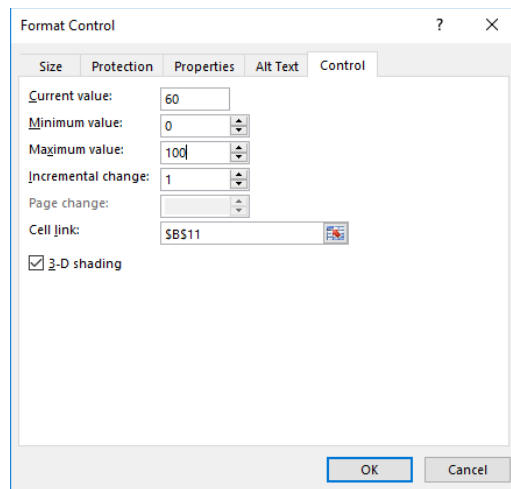 Format Control ? ×
Size Protection Properties Alt Text Control
Current value: 60
Minimum value: 0
Maximum value: 100
Incremental change: 1
Page change:
Cell link: $B$11
3-D shading
OK Cancel